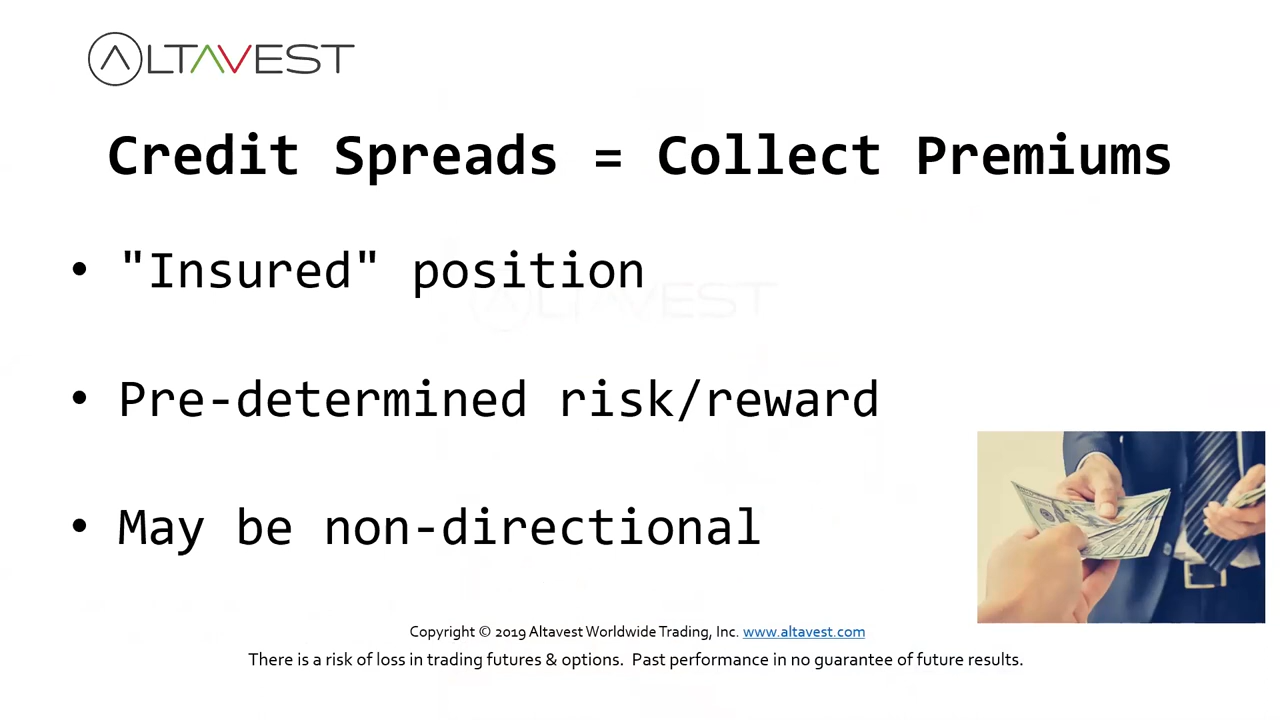 ALTAVEST
Credit Spreads = Collect Premiums
• "Insured" position
ALTAVEST
• Pre-determined risk/reward
• May be non-directional
Copyright © 2019 Altavest Worldwide Trading, Inc. www.altavest.com
There is a risk of loss in trading futures & options. Past performance in no guarantee of future results.